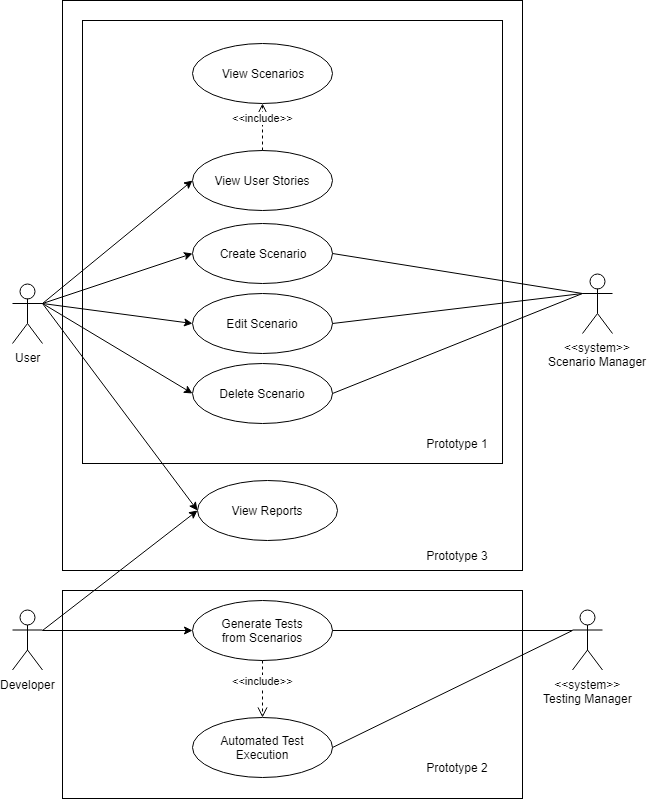 View Scenarios
<<include>>
View User Stories
Create Scenario
Edit Scenario
Delete Scenario
User
<<system>>
Scenario Manager
Prototype 1
View Reports
Prototype 3
Generate Tests
from Scenarios
<<include>>
Developer
<<system>>
Testing Manager
Automated Test
Execution
Prototype 2